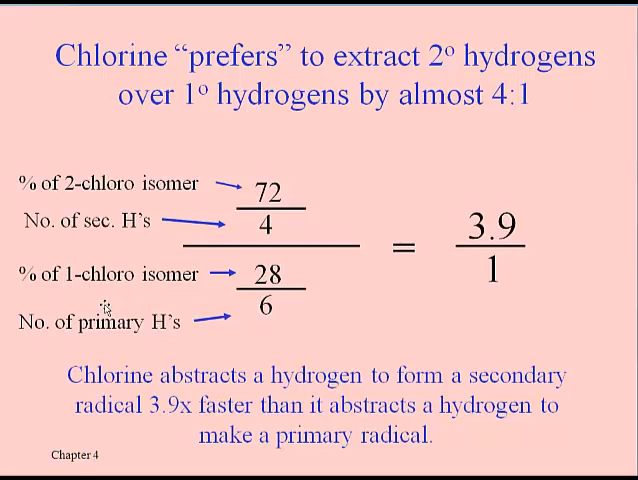 Chlorine “prefers” to extract 2º hydrogens
over 1º hydrogens by almost 4:1
% of 2-chloro isomer
72
No. of sec. H’s
4
=
3.9
1
% of 1-chloro isomer
28
No. of primary H’s
6
Chlorine abstracts a hydrogen to form a secondary
radical 3.9x faster than it abstracts a hydrogen to
make a primary radical.
Chapter 4